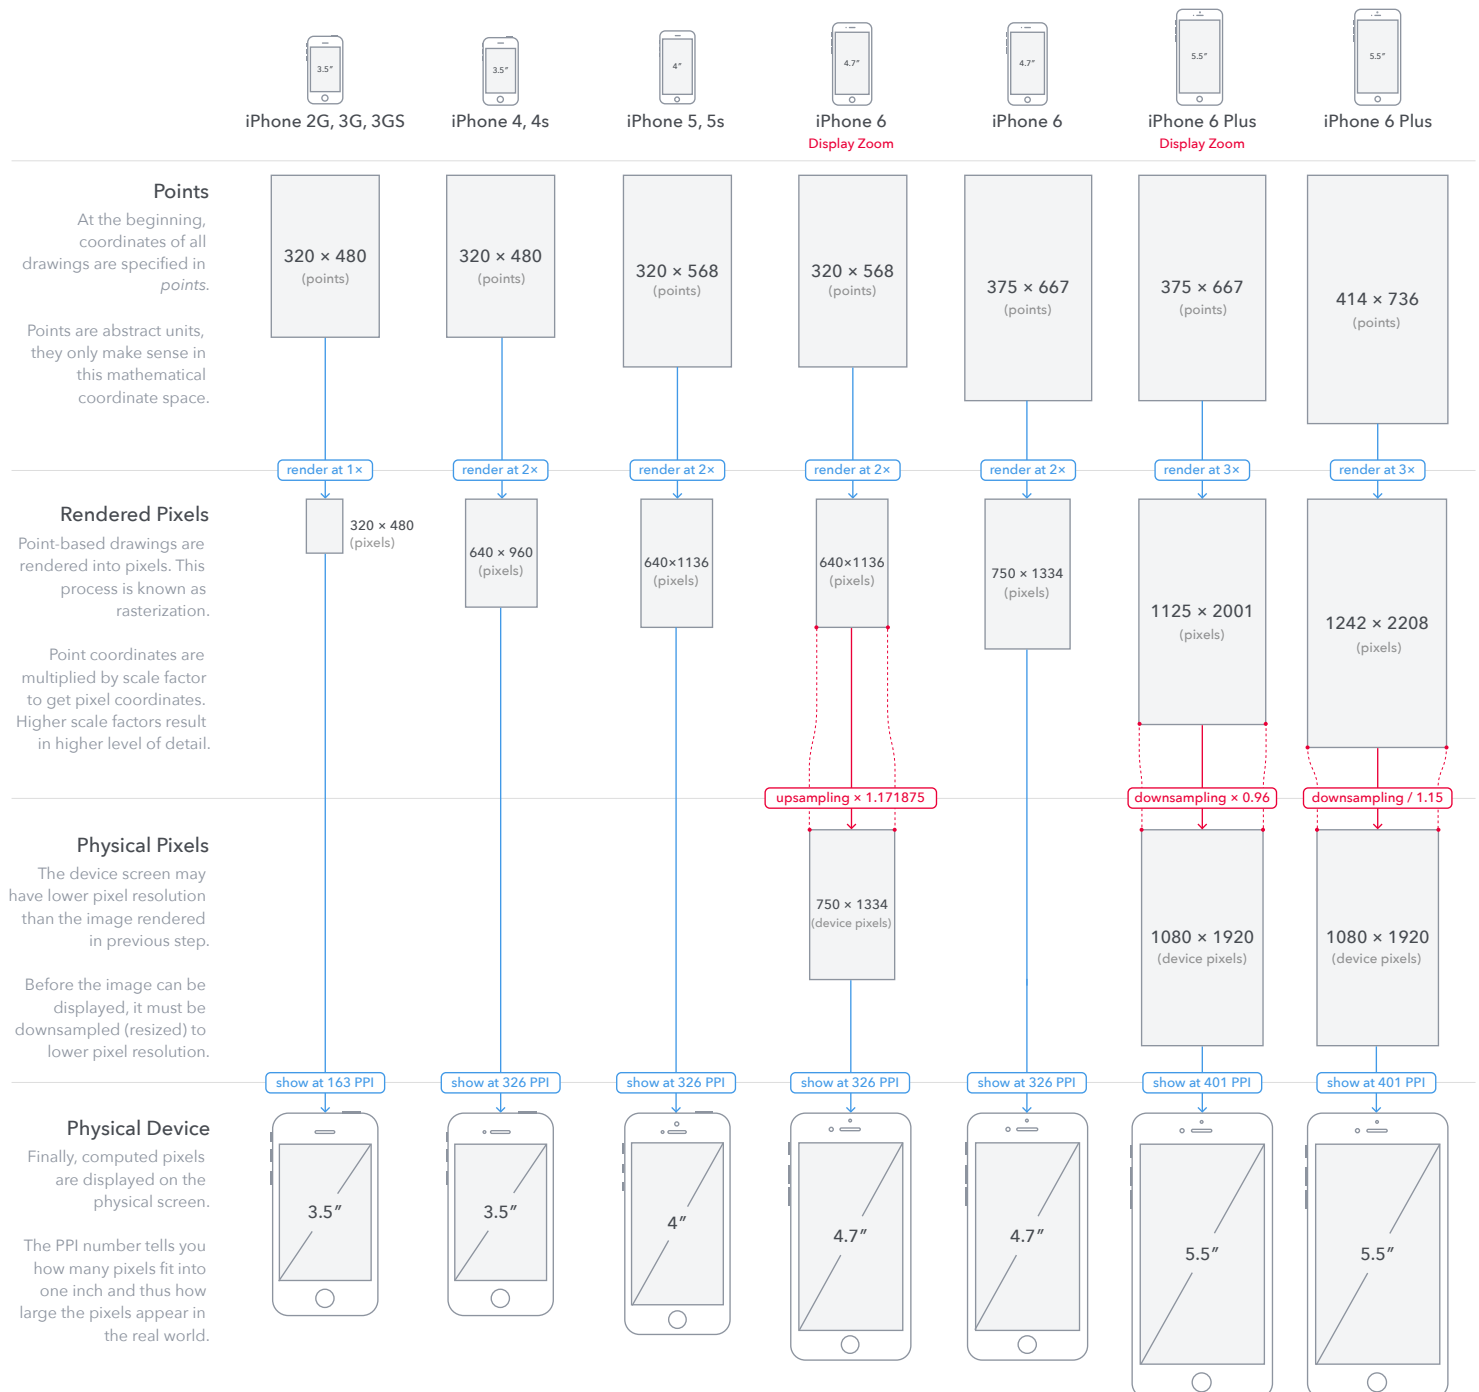 3.5″
3.5″
4″
4.7″
4.7″
5.5″
5.5″
iPhone 2G, 3G, 3GS
iPhone 4, 4s
iPhone 5, 5s
iPhone 6
Display Zoom
iPhone 6
iPhone 6 Plus
Display Zoom
iPhone 6 Plus
Points
At the beginning,
coordinates of all
drawings are specified in
points.
Points are abstract units,
they only make sense in
this mathematical
coordinate space.
320 × 480
(points)
320 × 480
(points)
320 × 568
(points)
320 × 568
(points)
375 × 667
(points)
375 × 667
(points)
414 × 736
(points)
render at 1×
render at 2×
render at 2×
render at 2×
render at 2×
render at 3×
render at 3×
Rendered Pixels
Point-based drawings are
rendered into pixels. This
process is known as
rasterization.
Point coordinates are
multiplied by scale factor
to get pixel coordinates.
Higher scale factors result
in higher level of detail.
320 × 480
(pixels)
640 × 960
(pixels)
640×1136
(pixels)
640×1136
(pixels)
750 × 1334
(pixels)
1125 × 2001
(pixels)
1242 × 2208
(pixels)
upsampling × 1.171875
downsampling × 0.96
downsampling / 1.15
Physical Pixels
The device screen may
have lower pixel resolution
than the image rendered
in previous step.
Before the image can be
displayed, it must be
downsampled (resized) to
lower pixel resolution.
750 × 1334
(device pixels)
1080 × 1920
(device pixels)
1080 × 1920
(device pixels)
show at 163 PPI
show at 326 PPI
show at 326 PPI
show at 326 PPI
show at 326 PPI
show at 401 PPI
show at 401 PPI
Physical Device
Finally, computed pixels
are displayed on the
physical screen.
The PPI number tells you
how many pixels fit into
one inch and thus how
large the pixels appear in
the real world.
3.5″
3.5″
4″
4.7″
4.7″
5.5″
5.5″